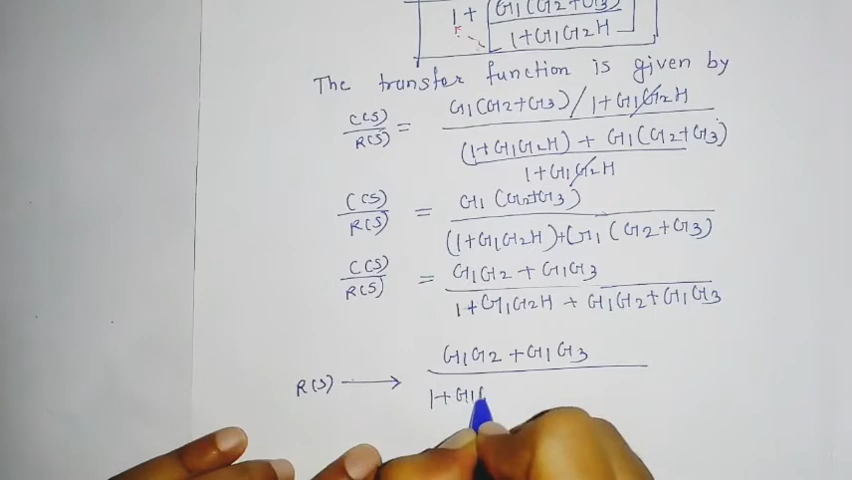 G1(G2+G3)
1 +
1+G1G2H
The transfer function is given by
C(S)/R(S) = G1(G2+G3) / 1+G1G2H
(1+G1G2H) + G1(G2+G3)
1+G1G2H
C(S)/R(S) = G1(G2+G3)
(1+G1G2H)+G1(G2+G3)
C(S)/R(S) = G1G2 + G1G3
1+G1G2H + G1G2+G1G3
G1G2 +G1G3
R(S) →
1+G1